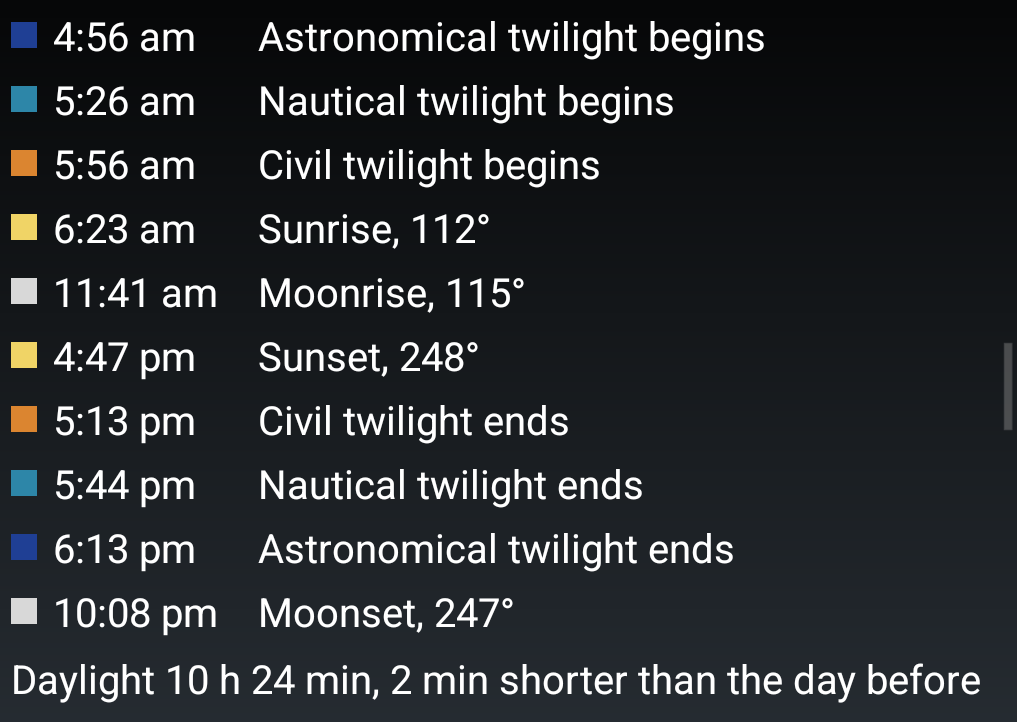 4:56 am Astronomical twilight begins
5:26 am Nautical twilight begins
5:56 am Civil twilight begins
6:23 am Sunrise, 112°
11:41 am Moonrise, 115°
4:47 pm Sunset, 248°
5:13 pm Civil twilight ends
5:44 pm Nautical twilight ends
6:13 pm Astronomical twilight ends
10:08 pm Moonset, 247°
Daylight 10 h 24 min, 2 min shorter than the day before